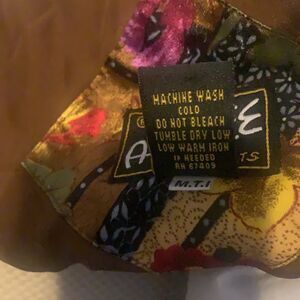 MACHINE WASH
COLD
DO NOT BLEACH
TUMBLE DRY LOW
LOW WARM IRON
IF NEEDED
RN 67409
M.T.I